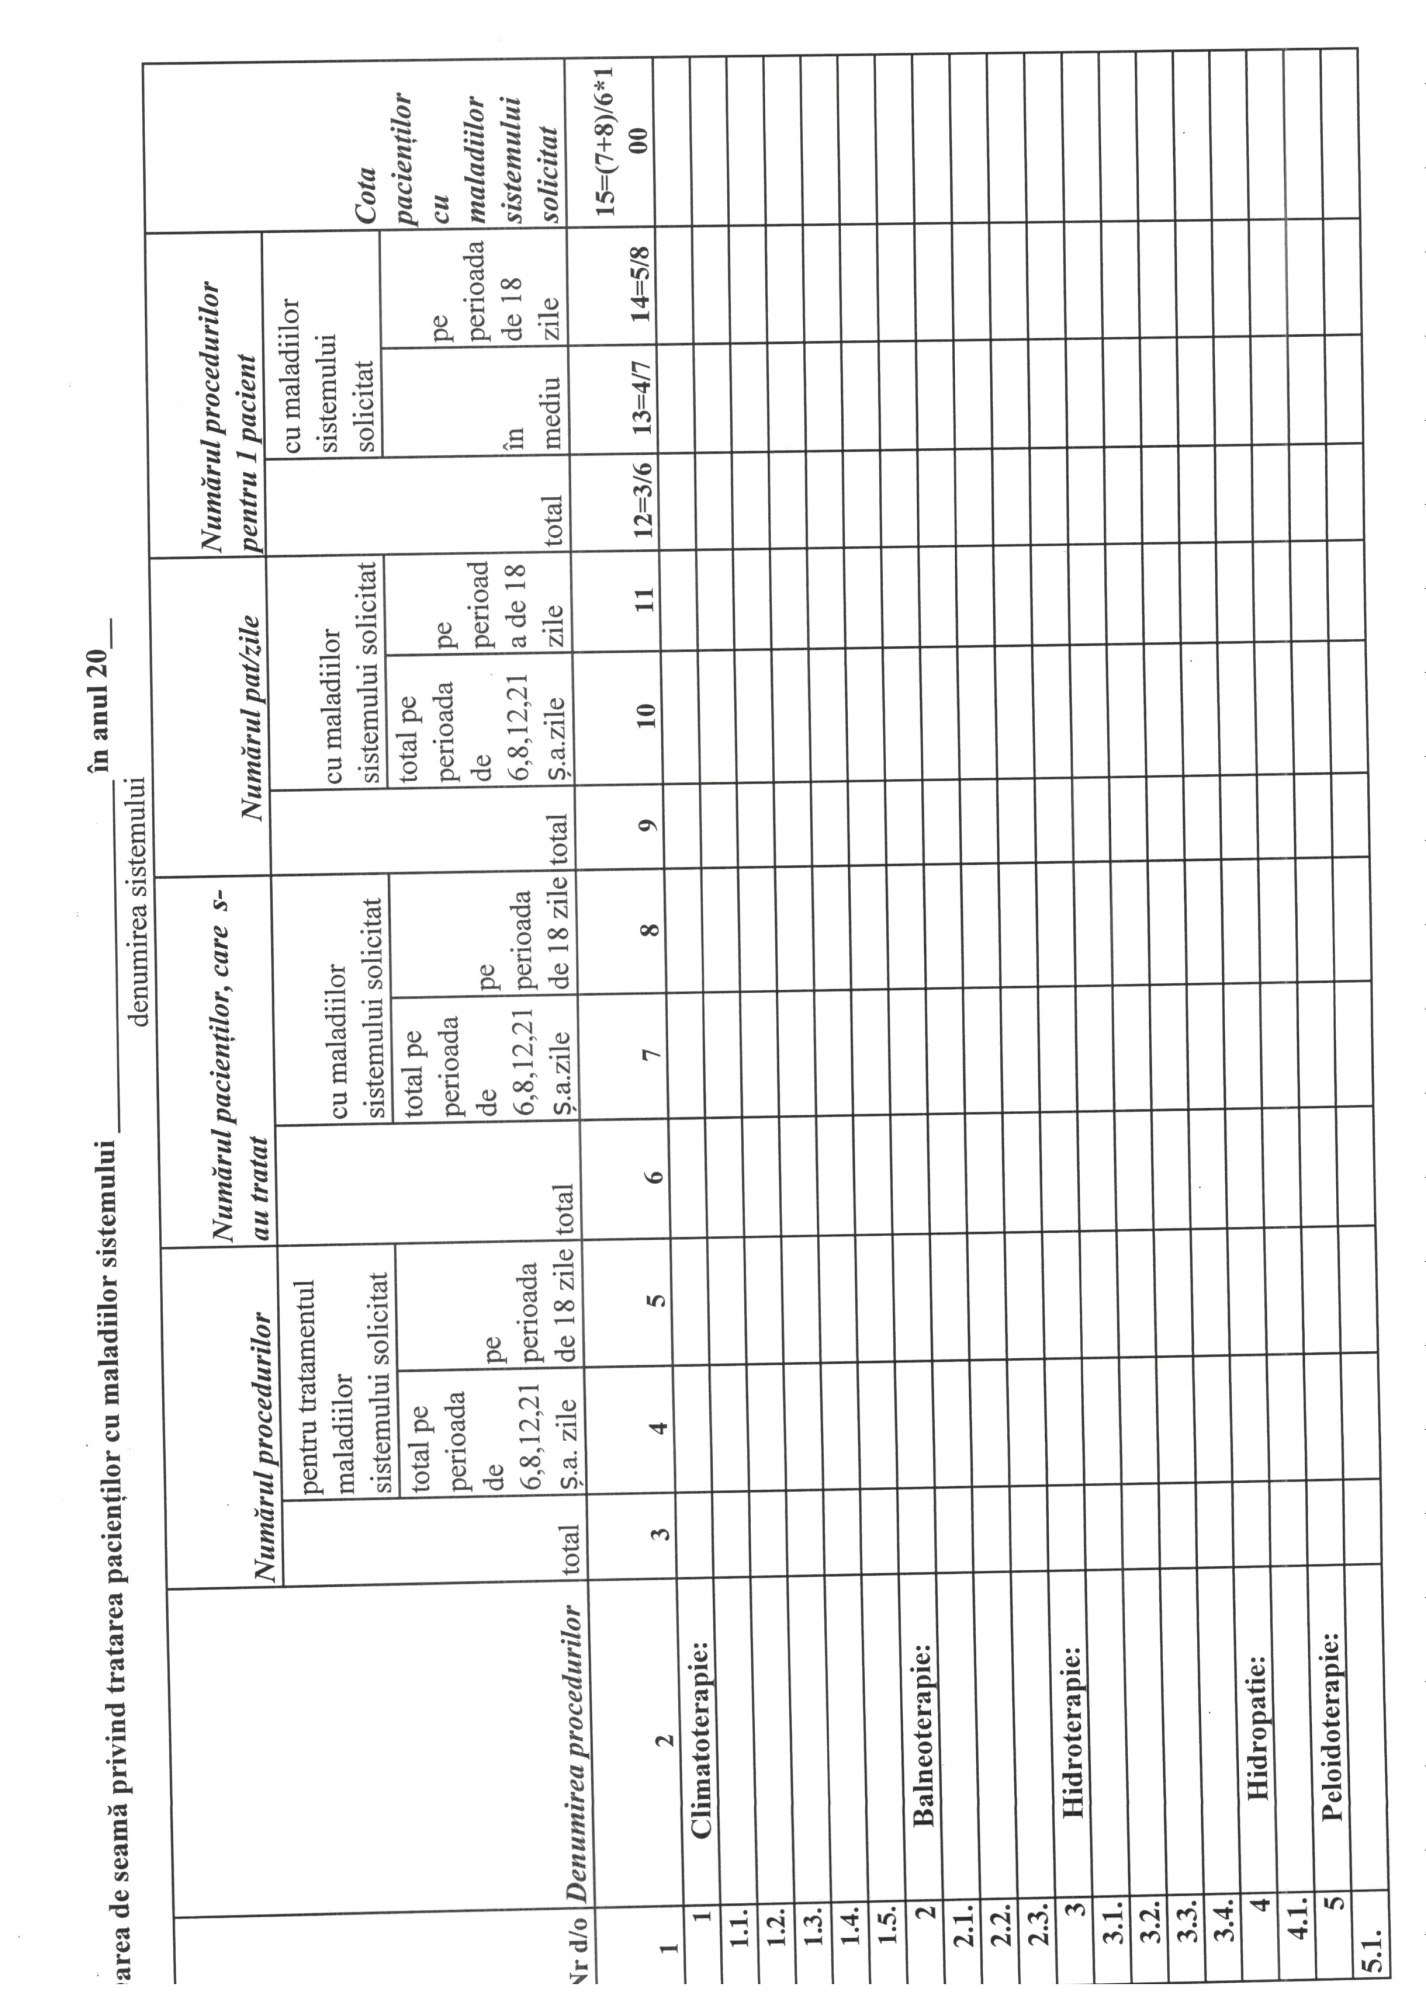 area de seamă privind tratarea pacienților cu maladiilor sistemului ____________ în anul 20__
denumirea sistemului
Nr d/o
Denumirea procedurilor
Numărul procedurilor
total
pentru tratamentul
maladiilor
sistemului solicitat
total pe
perioada
de
6,8,12,21
ș.a. zile
pe
perioada
de 18 zile
Numărul pacienților, care s-
au tratat
total
cu maladiilor
sistemului solicitat
total pe
perioada
de
6,8,12,21
ș.a.zile
pe
perioada
de 18 zile
Numărul pat/zile
total
cu maladiilor
sistemului solicitat
total pe
perioada
de
6,8,12,21
ș.a.zile
pe
perioad
a de 18
zile
Numărul procedurilor
pentru 1 pacient
total
cu maladiilor
sistemului
solicitat
în
mediu
pe
perioada
de 18
zile
Cota
pacienților
cu
maladiilor
sistemului
solicitat
1 2 3 4 5 6 7 8 9 10 11 12=3/6 13=4/7 14=5/8 15=(7+8)/6*1
00
1 Climatoterapie:
1.1.
1.2.
1.3.
1.4.
1.5.
2 Balneoterapie:
2.1.
2.2.
2.3.
3 Hidroterapie:
3.1.
3.2.
3.3.
3.4.
4 Hidropatie:
4.1.
5 Peloidoterapie:
5.1.